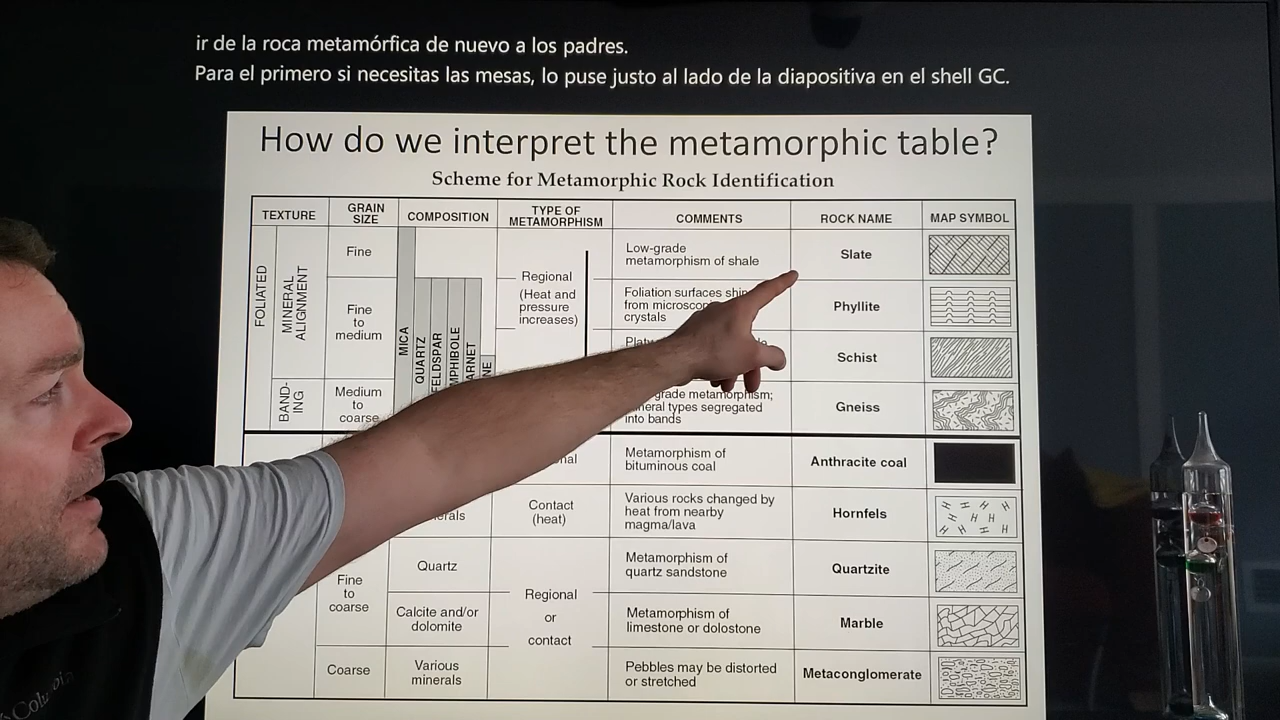 ir de la roca metamórfica de nuevo a los padres.
Para el primero si necesitas las mesas, lo puse justo al lado de la diapositiva en el shell GC.
How do we interpret the metamorphic table?
Scheme for Metamorphic Rock Identification
TEXTURE
GRAIN
SIZE
COMPOSITION
TYPE OF
METAMORPHISM
COMMENTS
ROCK NAME
MAP SYMBOL
FOLIATED
MINERAL
ALIGNMENT
BAND-
ING
Fine
Fine
to
medium
Medium
to
coarse
MICA
QUARTZ
FELDSPAR
Regional
(Heat and
pressure
increases)
Low-grade
metamorphism of shale
Slate
Foliation surfaces
from
crystals
Phyllite
Schist
metamorphism;
types segregated
into bands
Gneiss
Metamorphism of
bituminous coal
Anthracite coal
Contact
(heat)
Various rocks changed by
heat from nearby
magma/lava
Hornfels
Fine
to
coarse
Quartz
Regional
or
contact
Metamorphism of
quartz sandstone
Quartzite
Calcite and/or
dolomite
Metamorphism of
limestone or dolostone
Marble
Coarse
Various
minerals
Pebbles may be distorted
or stretched
Metaconglomerate
Columbia